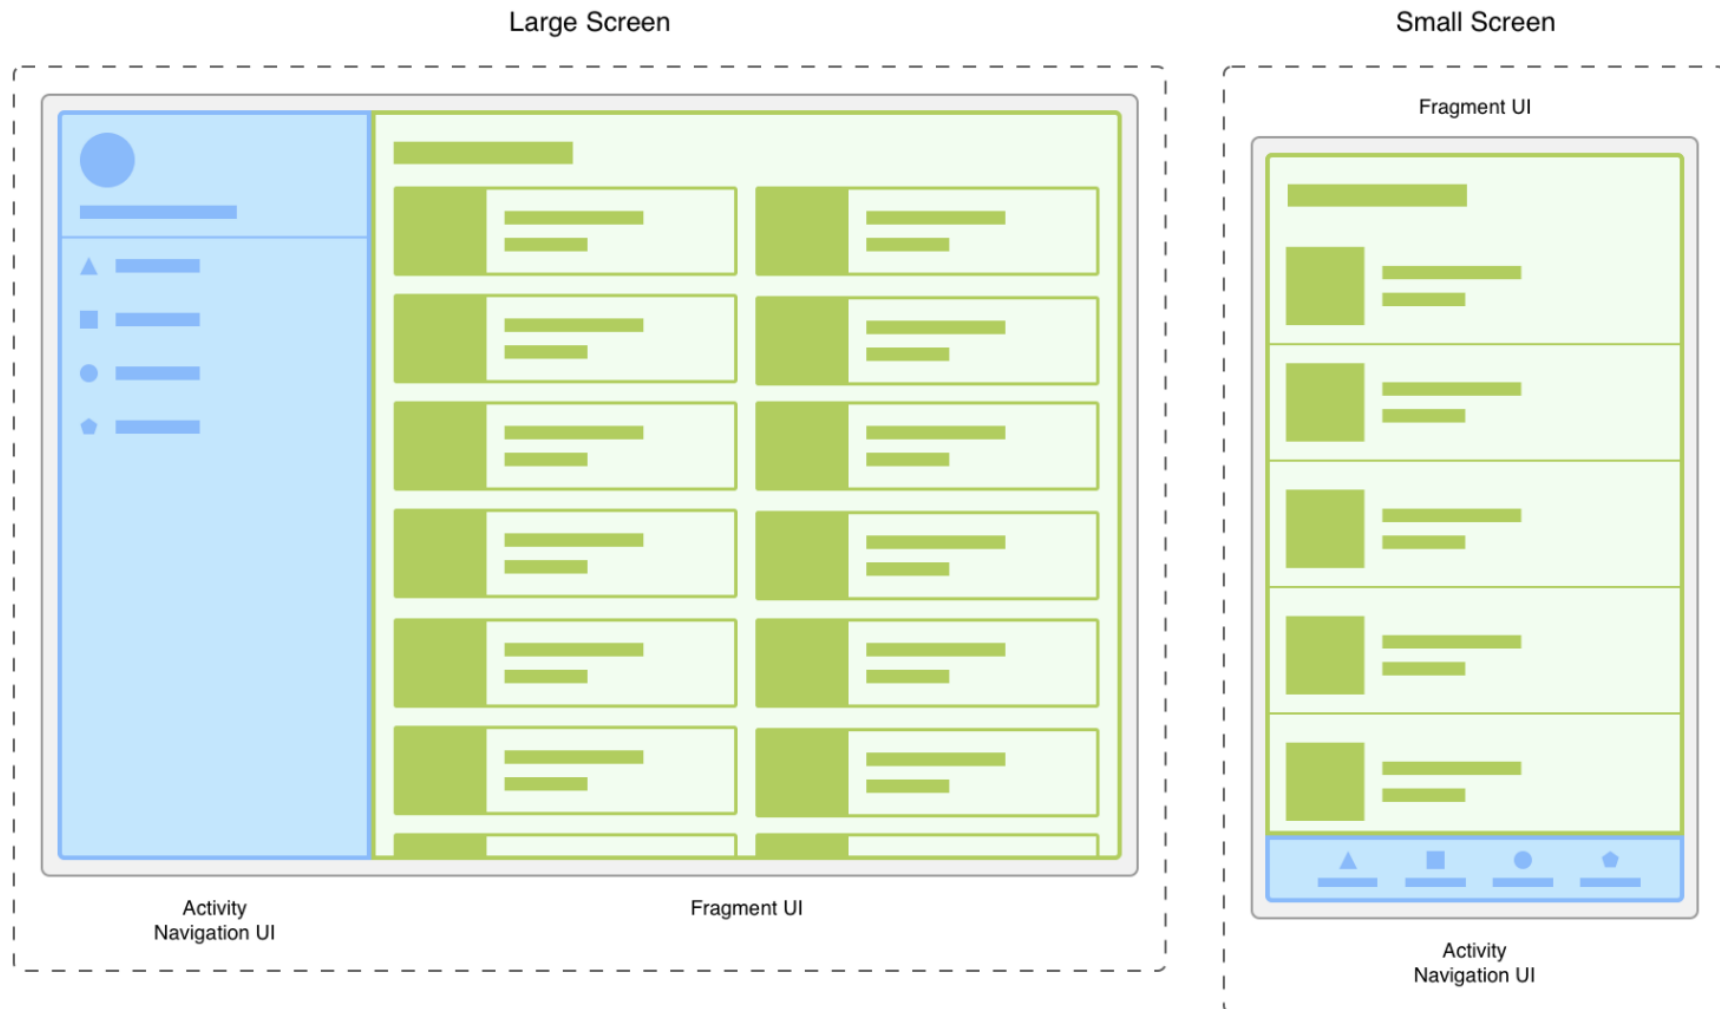 Large Screen
Small Screen
Fragment UI
Activity
Navigation UI
Fragment UI
Activity
Navigation UI